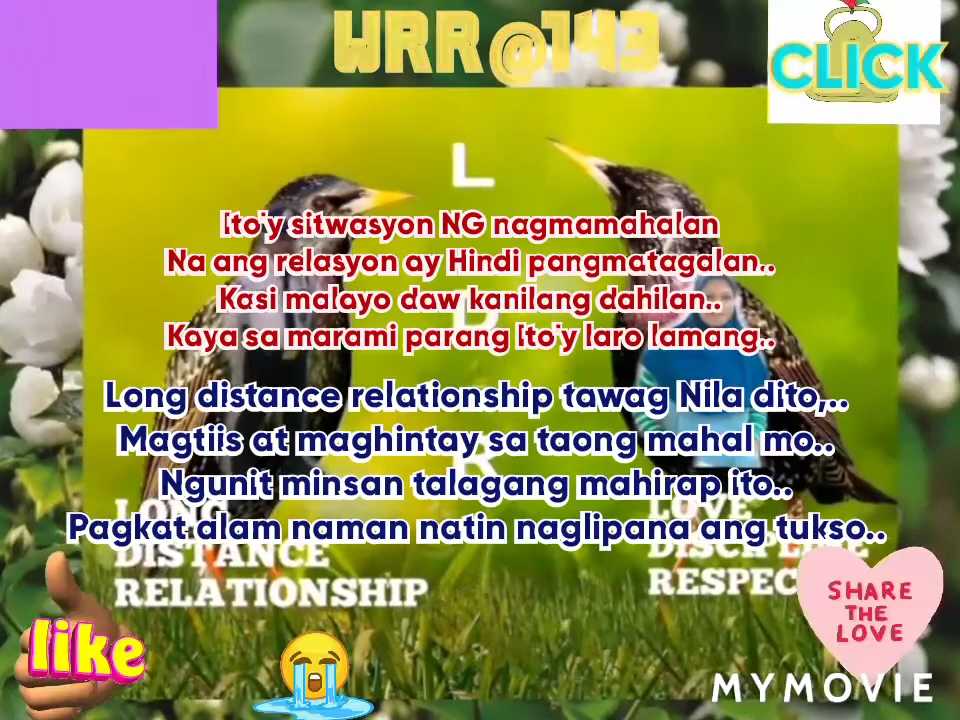 WRR@143
CLICK
L
Ito'y sitwasyon NG nagmamahalan
Na ang relasyon ay Hindi pangmatagalan..
Kasi malayo daw kanilang dahilan..
Kaya sa marami parang Ito'y laro lamang..
D
Long distance relationship tawag Nila dito,..
Magtiis at maghintay sa taong mahal mo..
R
Ngunit minsan talagang mahirap ito..
Pagkat alam naman natin naglipana ang tukso..
LONG
DISTANCE
RELATIONSHIP
LOVE
DISCIPLINE
RESPEC
SHARE
THE
LOVE
like
MYMOVIE